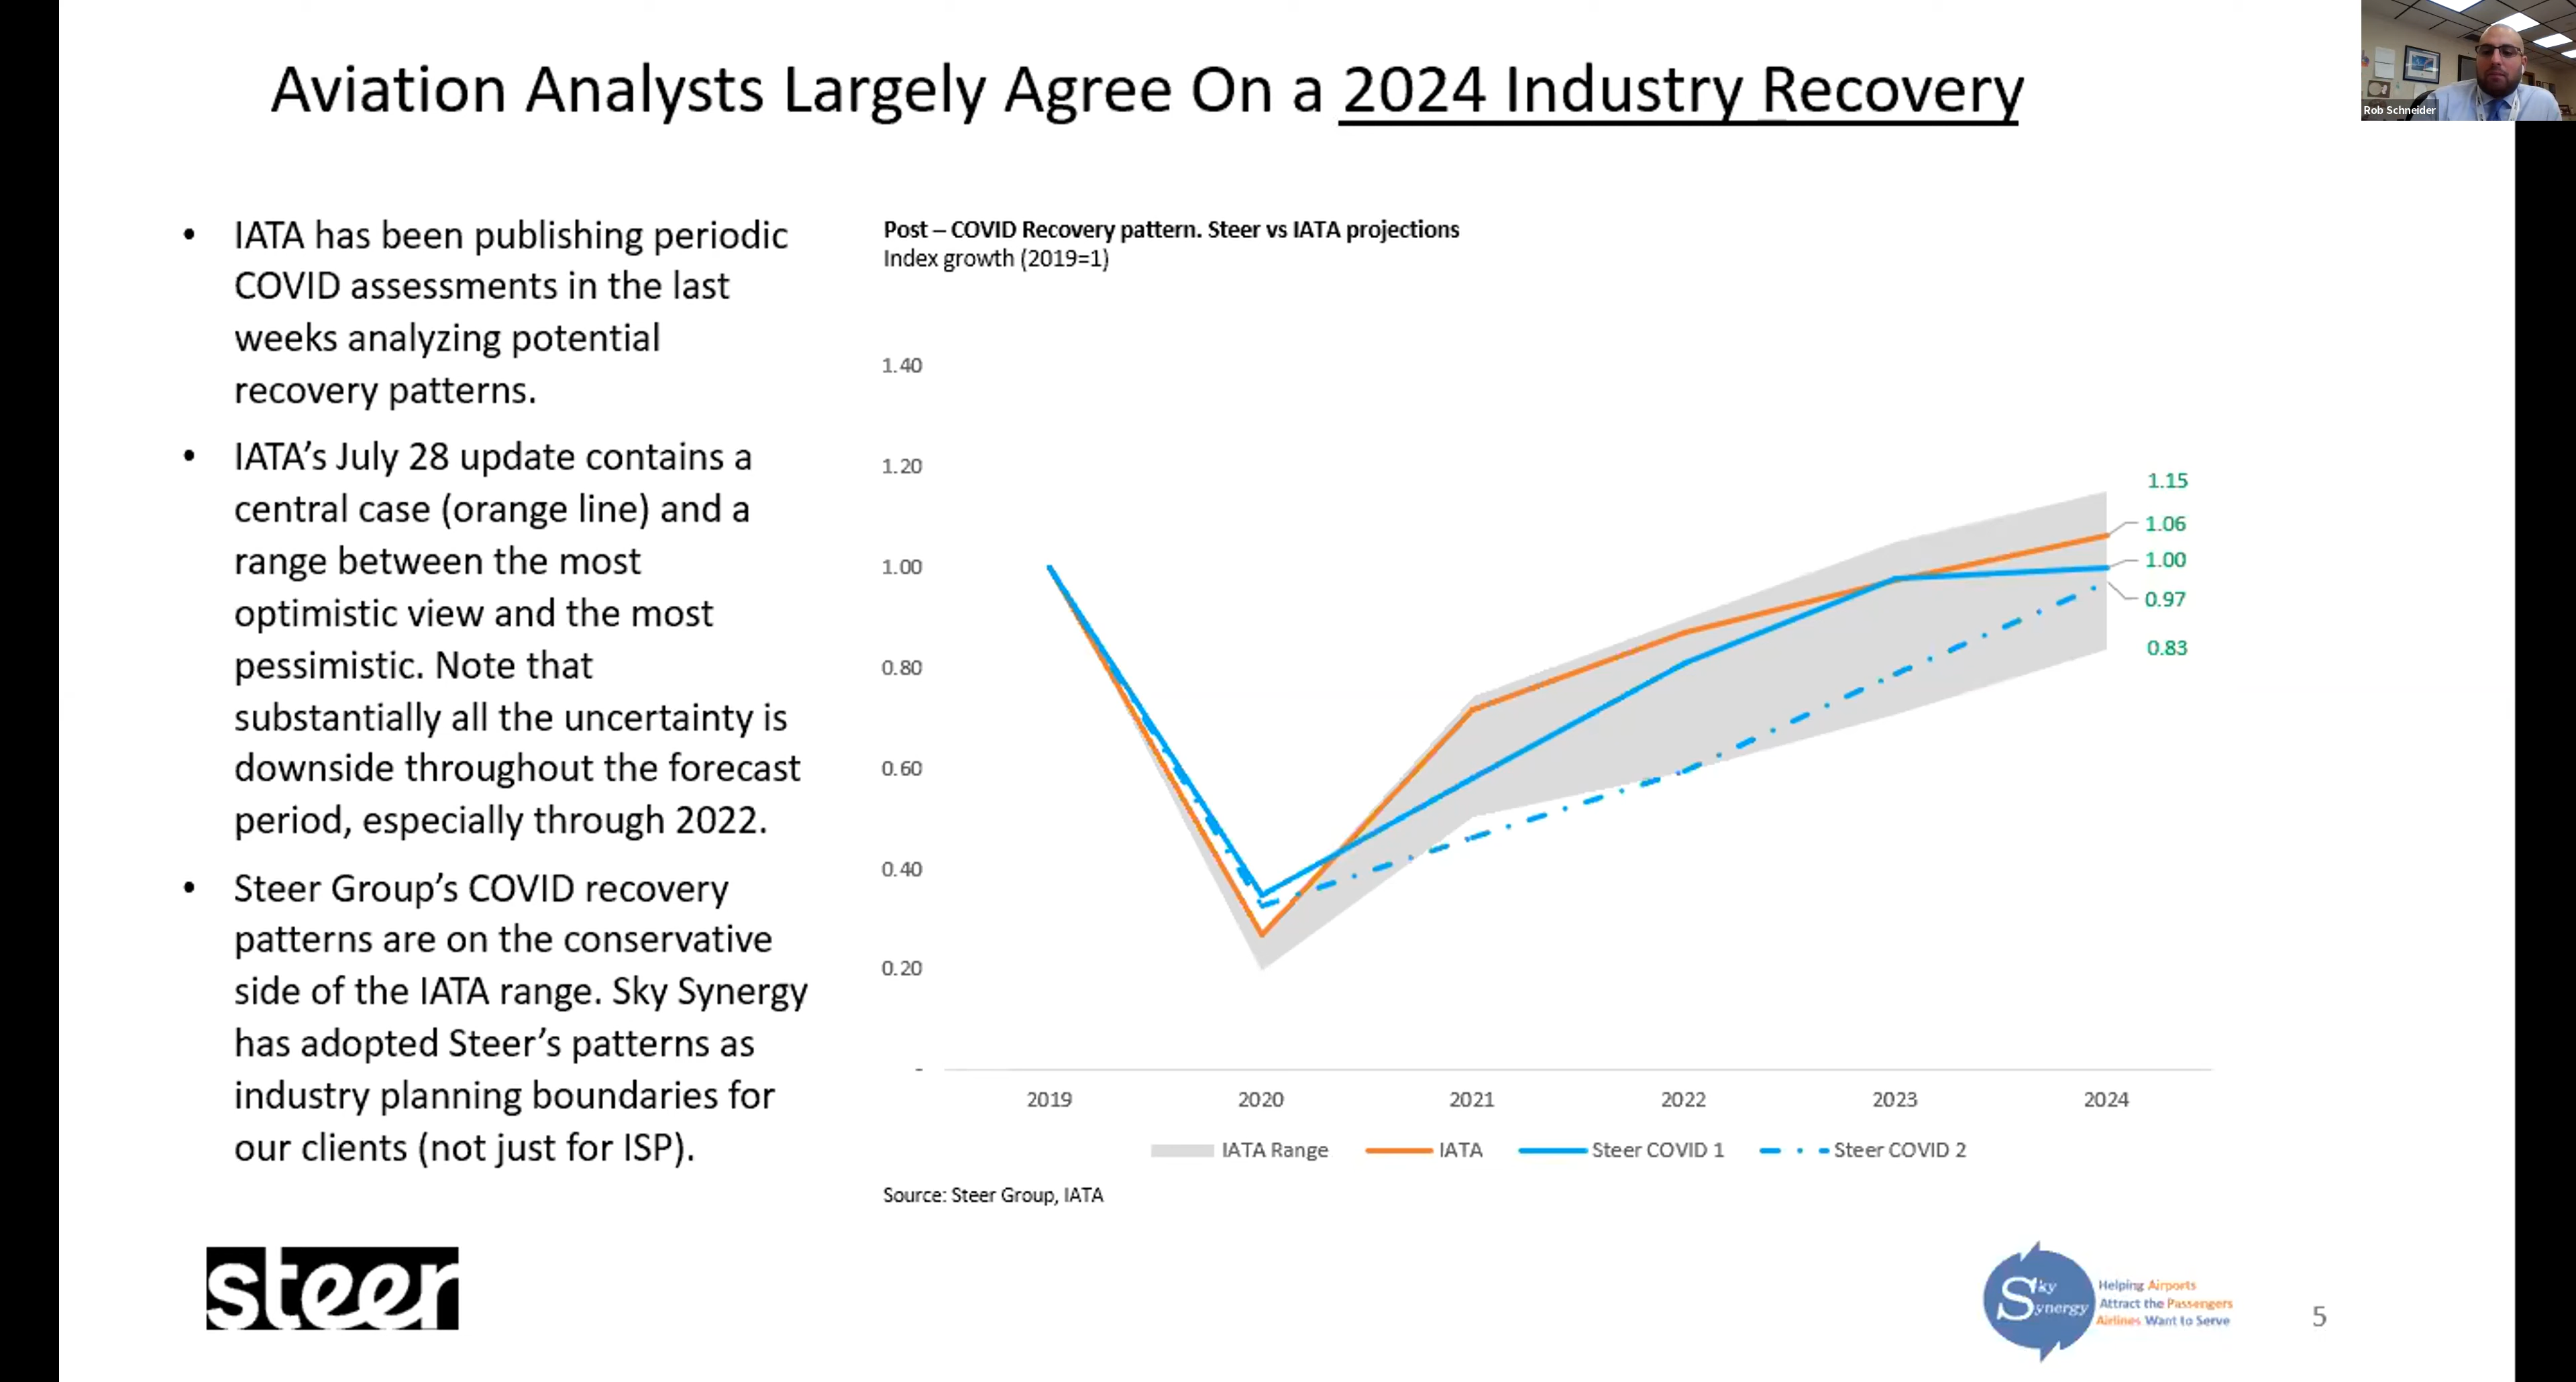 Aviation Analysts Largely Agree On a 2024 Industry Recovery
Rob Schneider
• IATA has been publishing periodic
COVID assessments in the last
weeks analyzing potential
recovery patterns.
• IATA’s July 28 update contains a
central case (orange line) and a
range between the most
optimistic view and the most
pessimistic. Note that
substantially all the uncertainty is
downside throughout the forecast
period, especially through 2022.
• Steer Group’s COVID recovery
patterns are on the conservative
side of the IATA range. Sky Synergy
has adopted Steer’s patterns as
industry planning boundaries for
our clients (not just for ISP).
Post – COVID Recovery pattern. Steer vs IATA projections
Index growth (2019=1)
1.40
1.20
1.00
0.80
0.60
0.40
0.20
-
1.15
1.06
1.00
0.97
0.83
2019 2020 2021 2022 2023 2024
IATA Range IATA Steer COVID 1 Steer COVID 2
Source: Steer Group, IATA
steer
Sky
Synergy
Helping Airports
Attract the Passengers
Airlines Want to Serve
5